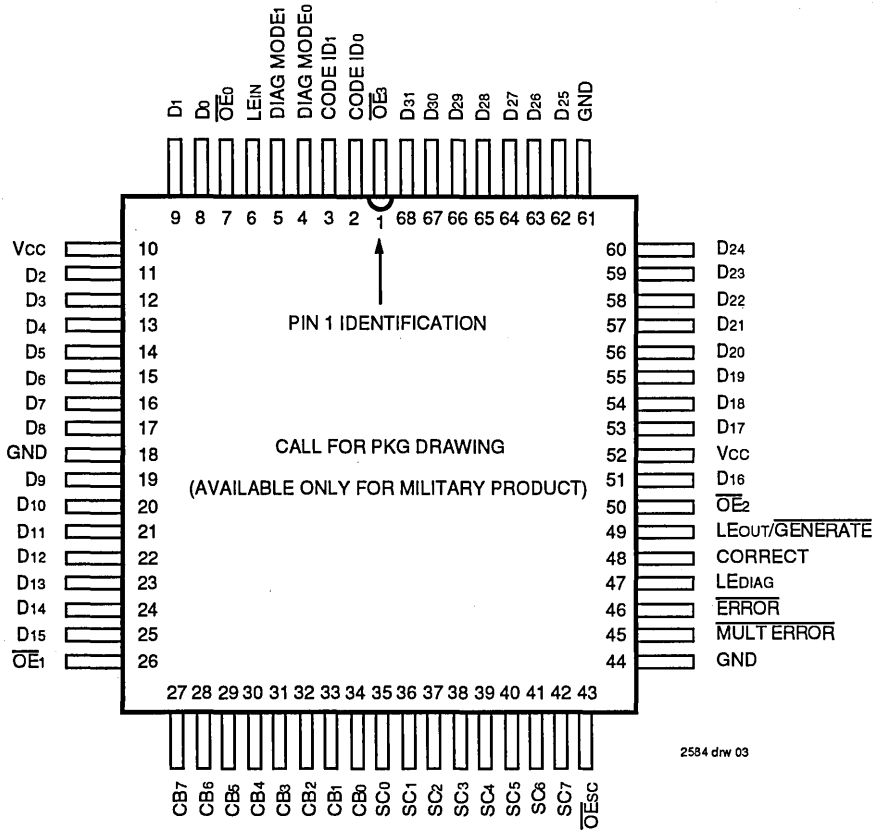 D1 D0 OE0 LEIN DIAG MODE1 DIAG MODE0 CODE ID1 CODE ID0 OE3 D31 D30 D29 D28 D27 D26 D25 GND
9 8 7 6 5 4 3 2 1 68 67 66 65 64 63 62 61
Vcc 10 60 D24
D2 11 59 D23
D3 12 58 D22
D4 13 57 D21
PIN 1 IDENTIFICATION
D5 14 56 D20
D6 15 55 D19
D7 16 54 D18
D8 17 53 D17
GND 18 52 Vcc
CALL FOR PKG DRAWING
D9 19 51 D16
(AVAILABLE ONLY FOR MILITARY PRODUCT)
D10 20 50 OE2
D11 21 49 LEOUT/GENERATE
D12 22 48 CORRECT
D13 23 47 LEDIAG
D14 24 46 ERROR
D15 25 45 MULT ERROR
OE1 26 44 GND
27 28 29 30 31 32 33 34 35 36 37 38 39 40 41 42 43
CB7 CB6 CB5 CB4 CB3 CB2 CB1 CB0 SC0 SC1 SC2 SC3 SC4 SC5 SC6 SC7 OESC
2584 drw 03